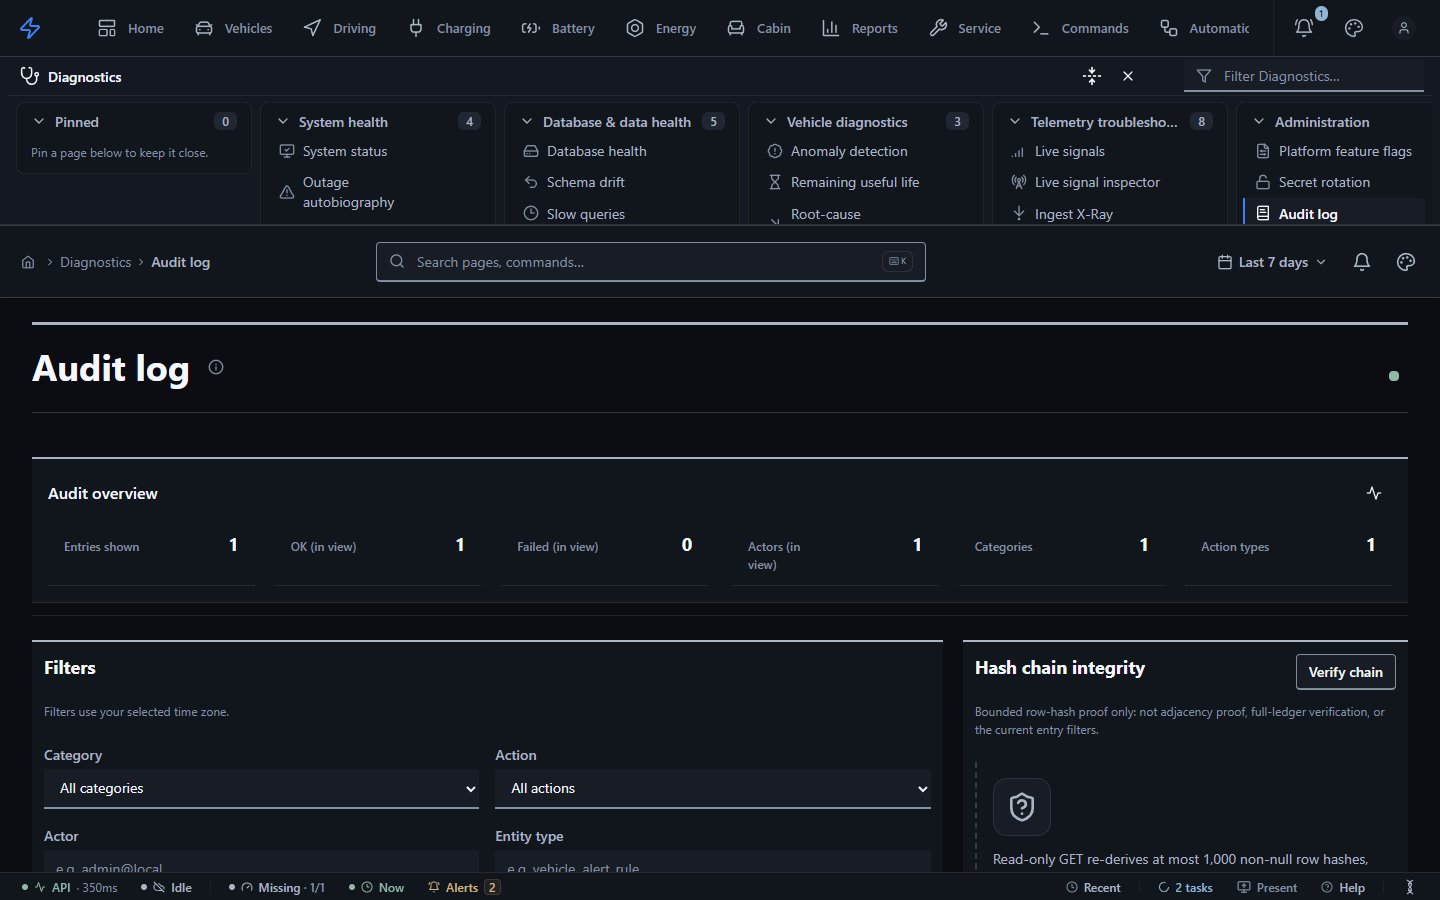 Home
Vehicles
Driving
Charging
Battery
Energy
Cabin
Reports
Service
Commands
Automatic
1
Diagnostics
Filter Diagnostics...
Pinned 0
Pin a page below to keep it close.
System health 4
System status
Outage
autobiography
Database & data health 5
Database health
Schema drift
Slow queries
Vehicle diagnostics 3
Anomaly detection
Remaining useful life
Root-cause
Telemetry troublesho... 8
Live signals
Live signal inspector
Ingest X-Ray
Administration
Platform feature flags
Secret rotation
Audit log
Diagnostics
Audit log
Search pages, commands...
K
Last 7 days
Audit log
Audit overview
Entries shown 1
OK (in view) 1
Failed (in view) 0
Actors (in
view)
1
Categories 1
Action types 1
Filters
Filters use your selected time zone.
Category
All categories
Action
All actions
Actor
e.g. admin@local
Entity type
e.g. vehicle, alert_rule
Hash chain integrity
Verify chain
Bounded row-hash proof only: not adjacency proof, full-ledger verification, or
the current entry filters.
Read-only GET re-derives at most 1,000 non-null row hashes,
API · 350ms
Idle
Missing · 1/1
Now
Alerts 2
Recent
2 tasks
Present
Help